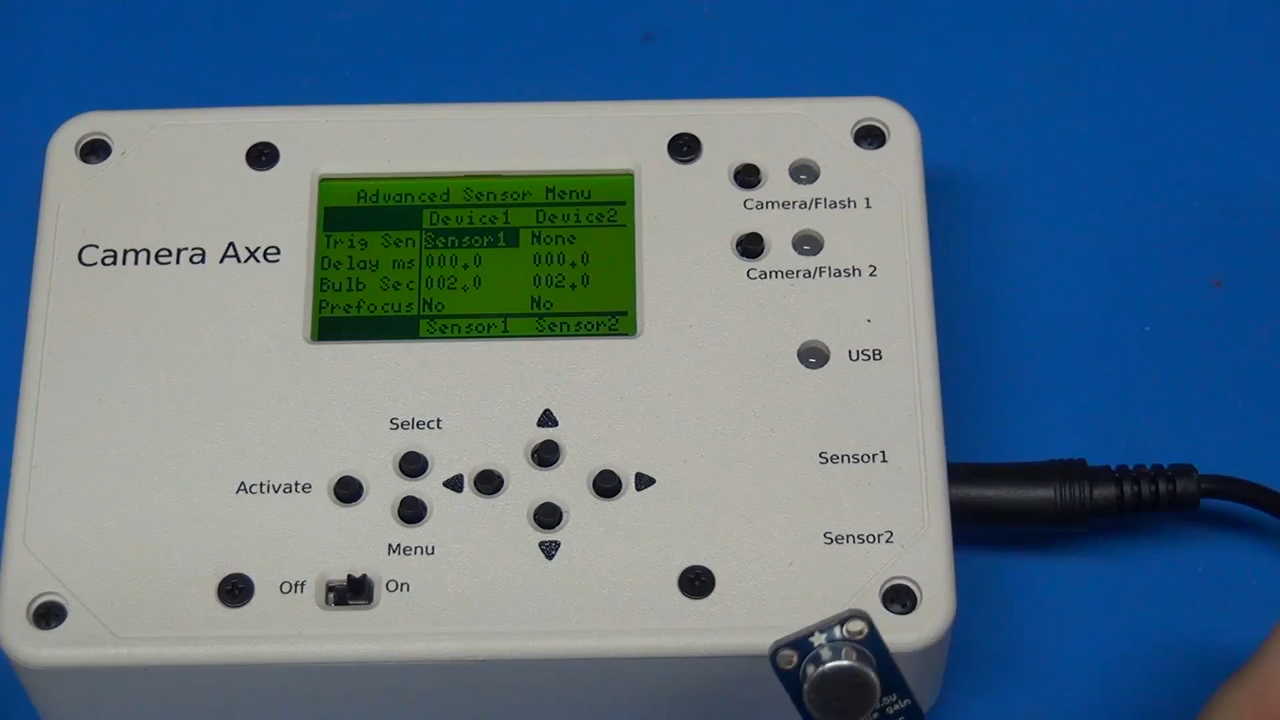 Camera/Flash 1
Camera/Flash 2
Camera Axe
Advanced Sensor Menu
Device1 Device2
Trig Sen Sensor1 None
Delay ms 000.0 000.0
Bulb Sec 002.0 002.0
Prefocus No No
Sensor1 Sensor2
USB
Select
Sensor1
Activate
Sensor2
Menu
Off On
gain